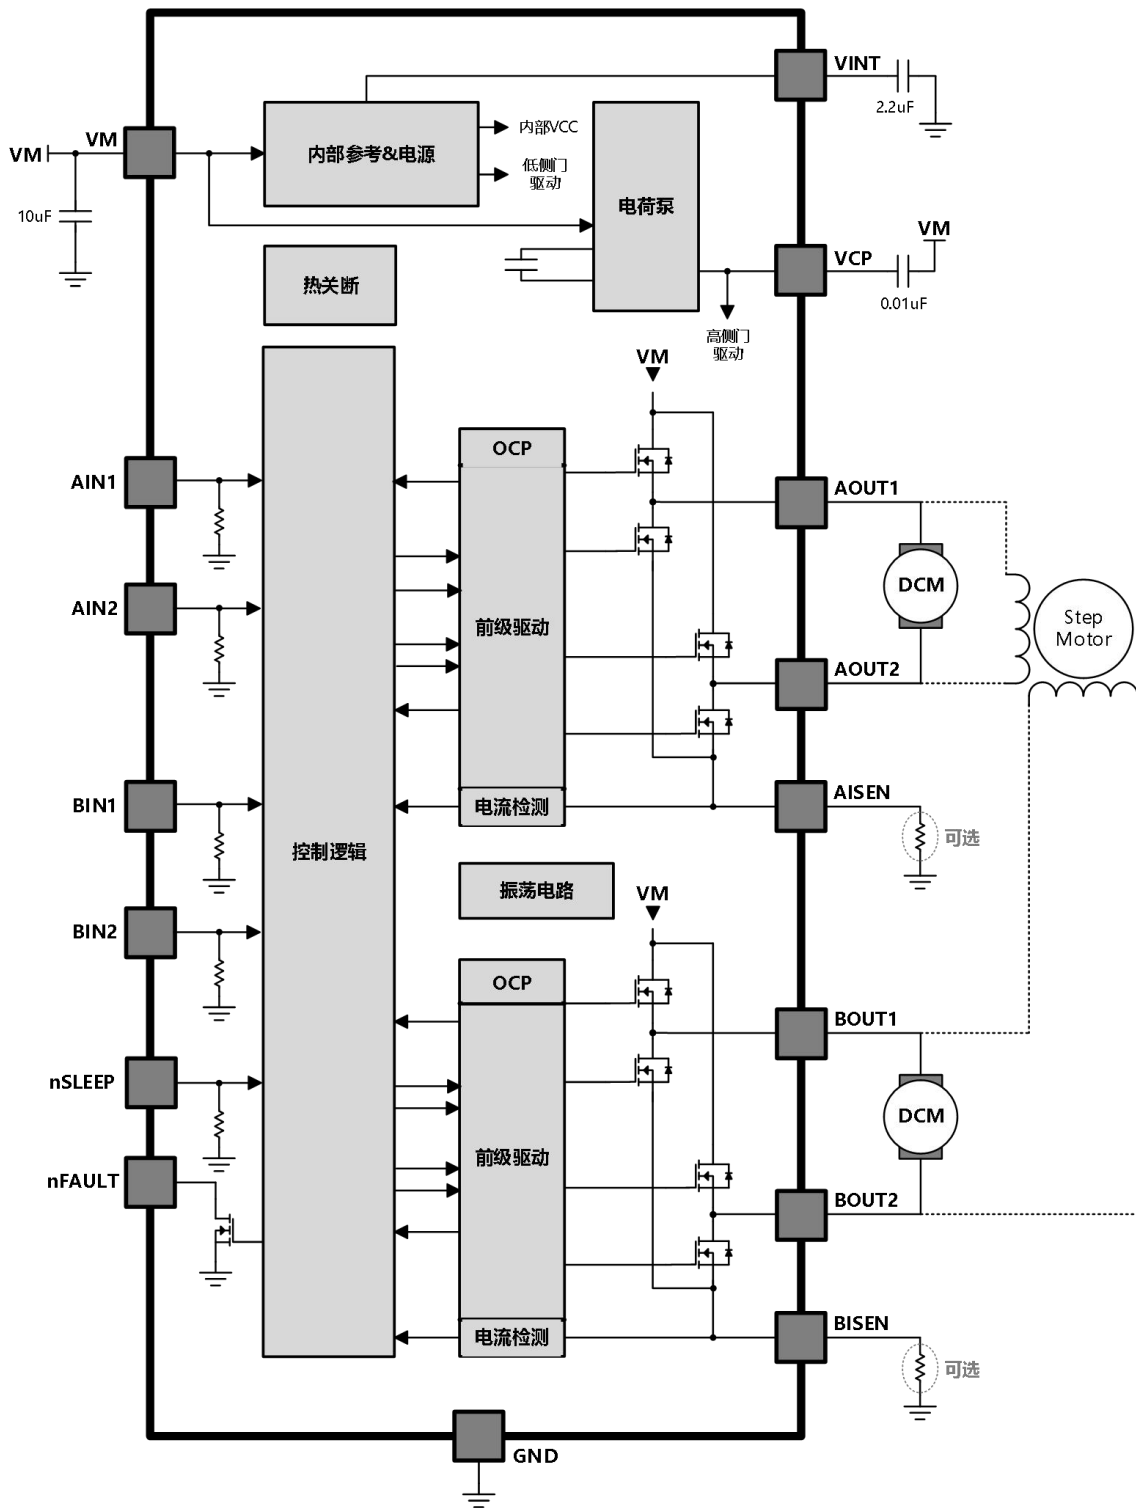 VINT
2.2uF
VM
VM
10uF
内部参考&电源
内部VCC
低侧门
驱动
电荷泵
VM
VCP
0.01uF
热关断
高侧门
驱动
VM
OCP
AIN1
AOUT1
DCM
AIN2
前级驱动
Step
Motor
AOUT2
BIN1
电流检测
AISEN
可选
控制逻辑
振荡电路
VM
BIN2
OCP
BOUT1
nSLEEP
DCM
前级驱动
nFAULT
BOUT2
电流检测
BISEN
可选
GND